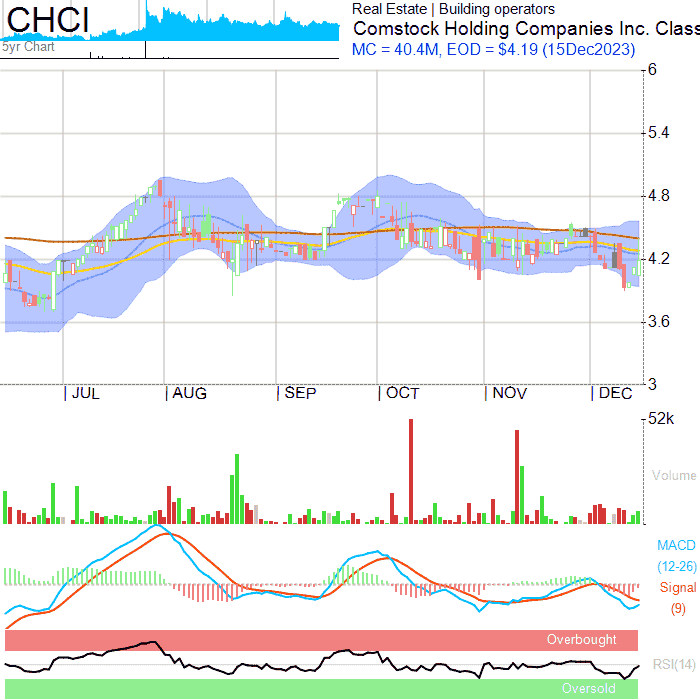 CHCI
Real Estate | Building operators
Comstock Holding Companies Inc. Class
5yr Chart
MC = 40.4M, EOD = $4.19 (15Dec2023)
6
5.4
4.8
4.2
3.6
3
JUL
AUG
SEP
OCT
NOV
DEC
52k
Volume
MACD
(12-26)
Signal
(9)
Overbought
RSI(14)
Oversold